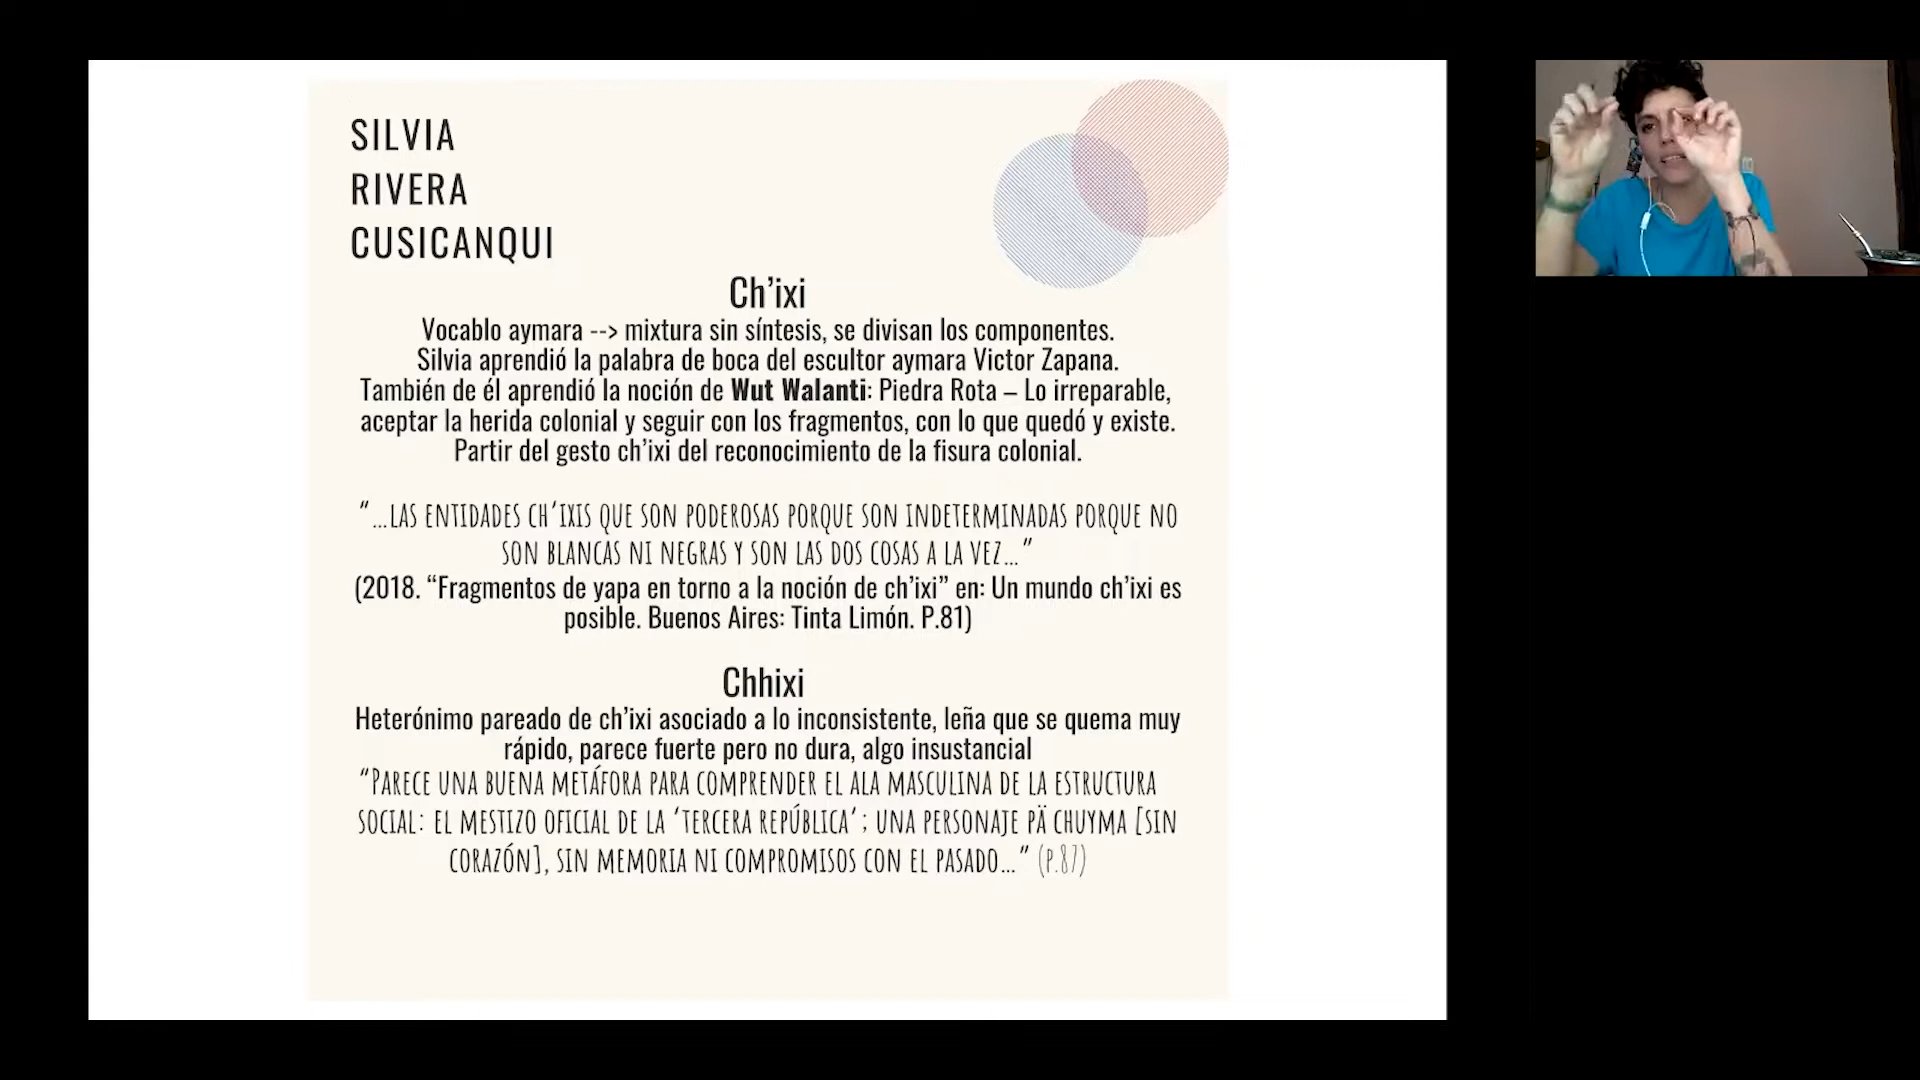 SILVIA
RIVERA
CUSICANQUI
Ch'ixi
Vocablo aymara --> mixtura sin síntesis, se divisan los componentes.
Silvia aprendió la palabra de boca del escultor aymara Victor Zapana.
También de él aprendió la noción de Wut Walanti: Piedra Rota – Lo irreparable,
aceptar la herida colonial y seguir con los fragmentos, con lo que quedó y existe.
Partir del gesto ch'ixi del reconocimiento de la fisura colonial.
"...LAS ENTIDADES CH'IXIS QUE SON PODEROSAS PORQUE SON INDETERMINADAS PORQUE NO
SON BLANCAS NI NEGRAS Y SON LAS DOS COSAS A LA VEZ..."
(2018. “Fragmentos de yapa en torno a la noción de ch'ixi” en: Un mundo ch'ixi es
posible. Buenos Aires: Tinta Limón. P.81)
Chhixi
Heterónimo pareado de ch'ixi asociado a lo inconsistente, leña que se quema muy
rápido, parece fuerte pero no dura, algo insustancial
“PARECE UNA BUENA METÁFORA PARA COMPRENDER EL ALA MASCULINA DE LA ESTRUCTURA
SOCIAL: EL MESTIZO OFICIAL DE LA 'TERCERA REPÚBLICA'; UNA PERSONAJE PÄ CHUYMA [SIN
CORAZÓN], SIN MEMORIA NI COMPROMISOS CON EL PASADO...” (P.87)